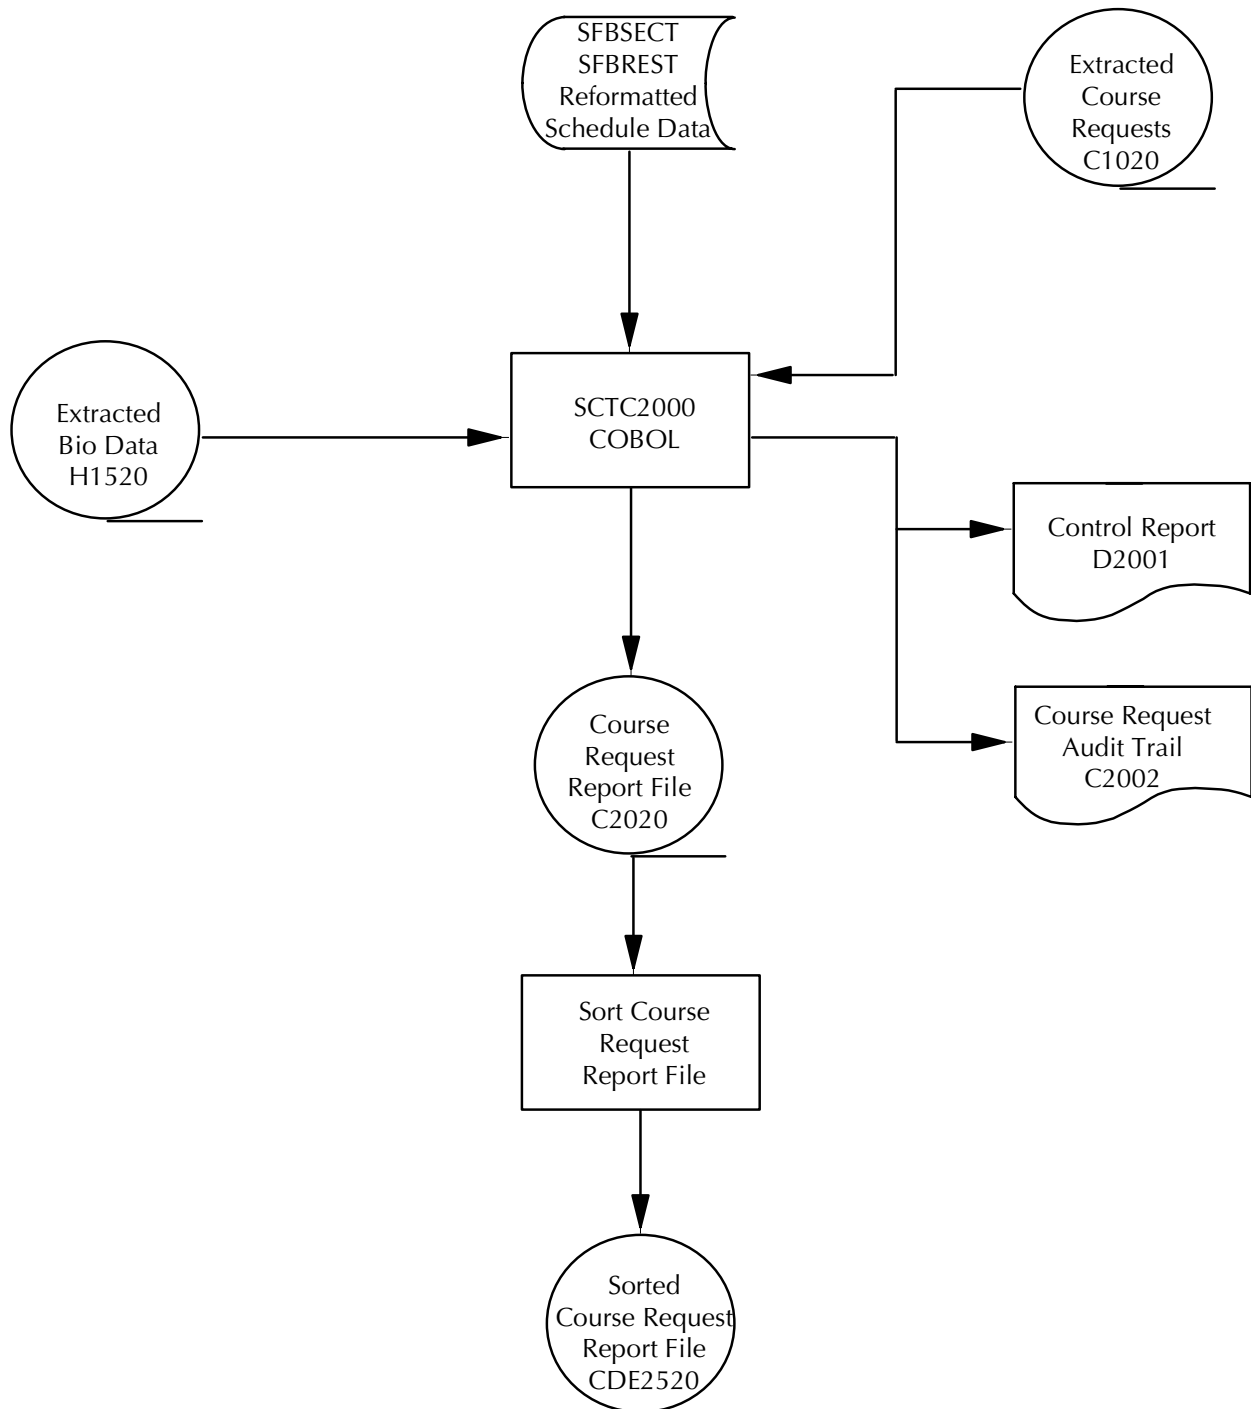 SFBSECT
SFBREST
Reformatted
Schedule Data
Extracted
Course
Requests
C1020
Extracted
Bio Data
H1520
SCTC2000
COBOL
Control Report
D2001
Course Request
Audit Trail
C2002
Course
Request
Report File
C2020
Sort Course
Request
Report File
Sorted
Course Request
Report File
CDE2520